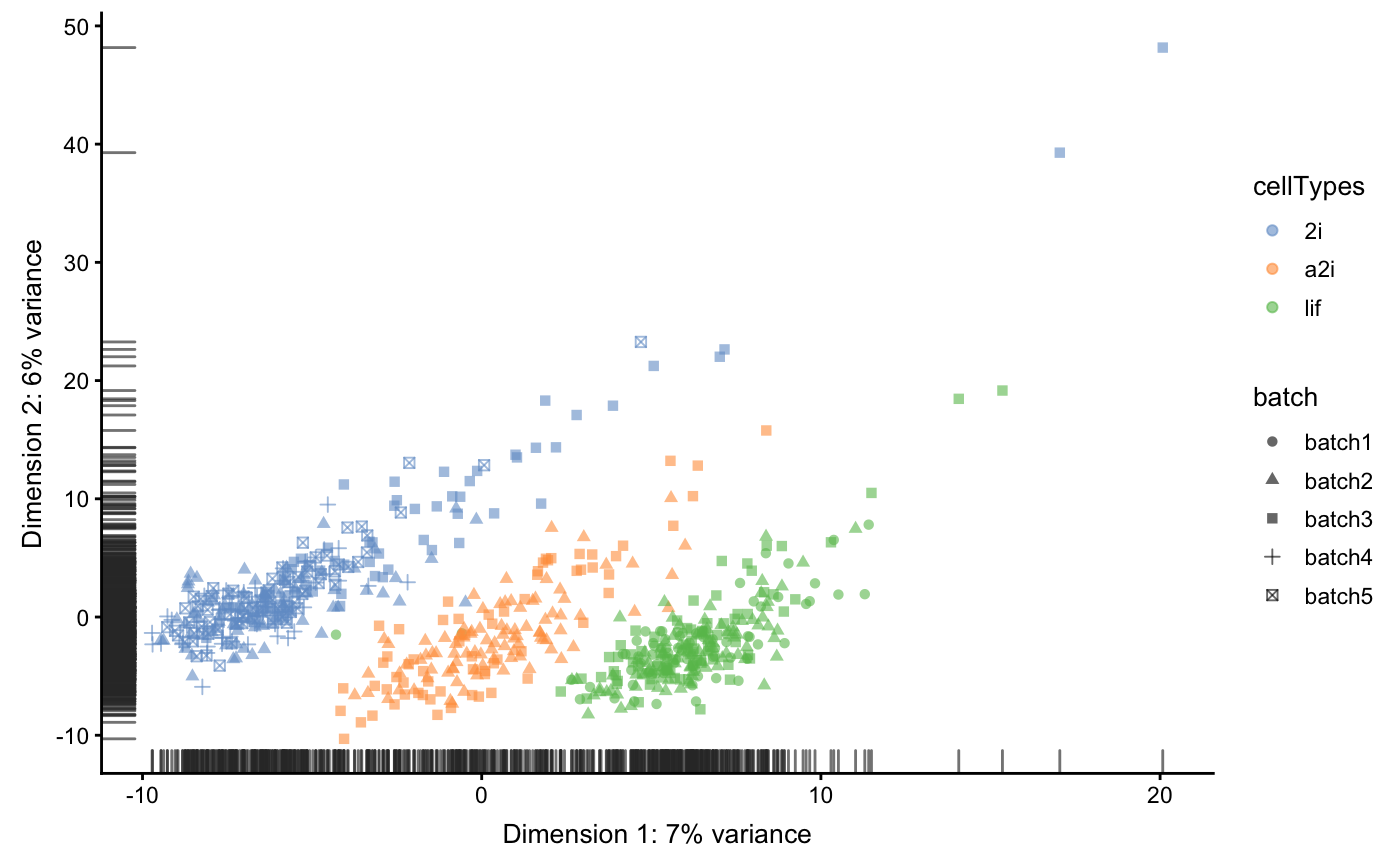 50
40
30
20
10
0
-10
-10
0
10
20
Dimension 1: 7% variance
Dimension 2: 6% variance
cellTypes
2i
a2i
lif
batch
batch1
batch2
batch3
batch4
batch5